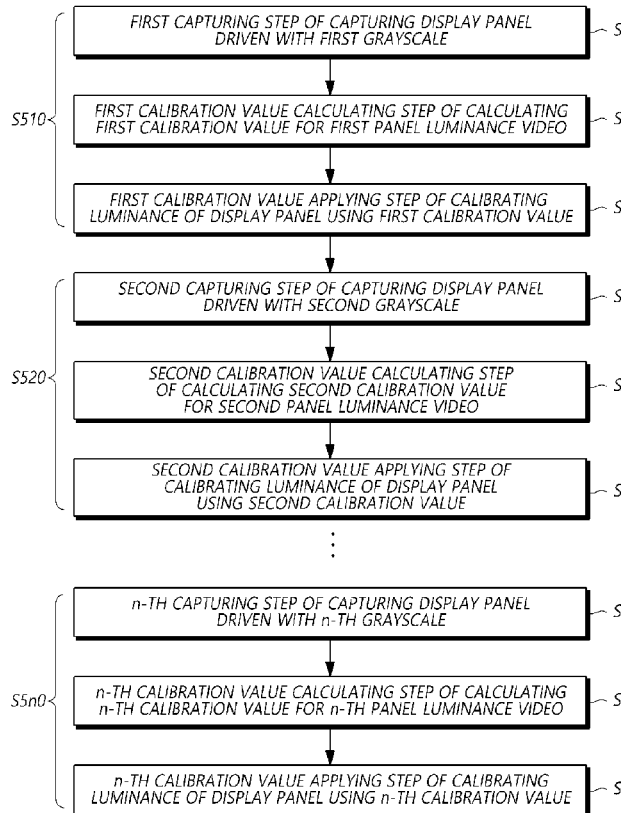 FIRST CAPTURING STEP OF CAPTURING DISPLAY PANEL
DRIVEN WITH FIRST GRAYSCALE
S
S510
FIRST CALIBRATION VALUE CALCULATING STEP OF CALCULATING
FIRST CALIBRATION VALUE FOR FIRST PANEL LUMINANCE VIDEO
S
FIRST CALIBRATION VALUE APPLYING STEP OF CALIBRATING
LUMINANCE OF DISPLAY PANEL USING FIRST CALIBRATION VALUE
S
SECOND CAPTURING STEP OF CAPTURING DISPLAY PANEL
DRIVEN WITH SECOND GRAYSCALE
S
S520
SECOND CALIBRATION VALUE CALCULATING STEP
OF CALCULATING SECOND CALIBRATION VALUE
FOR SECOND PANEL LUMINANCE VIDEO
S
SECOND CALIBRATION VALUE APPLYING STEP OF
CALIBRATING LUMINANCE OF DISPLAY PANEL
USING SECOND CALIBRATION VALUE
S
n-TH CAPTURING STEP OF CAPTURING DISPLAY PANEL
DRIVEN WITH n-TH GRAYSCALE
S
S5n0
n-TH CALIBRATION VALUE CALCULATING STEP OF CALCULATING
n-TH CALIBRATION VALUE FOR n-TH PANEL LUMINANCE VIDEO
S
n-TH CALIBRATION VALUE APPLYING STEP OF CALIBRATING
LUMINANCE OF DISPLAY PANEL USING n-TH CALIBRATION VALUE
S